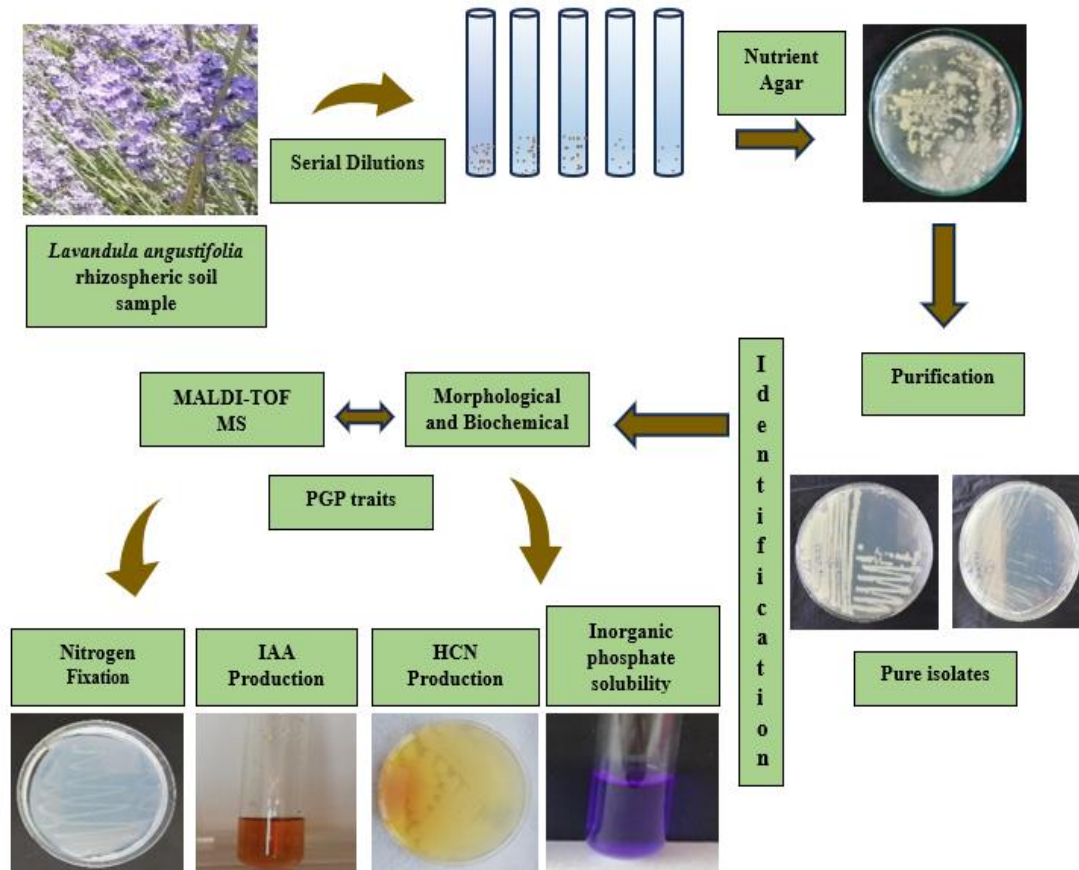 Serial Dilutions
Nutrient
Agar
Lavandula angustifolia
rhizospheric soil
sample
Purification
Identification
MALDI-TOF
MS
Morphological
and Biochemical
PGP traits
Pure isolates
Nitrogen
Fixation
IAA
Production
HCN
Production
Inorganic
phosphate
solubility